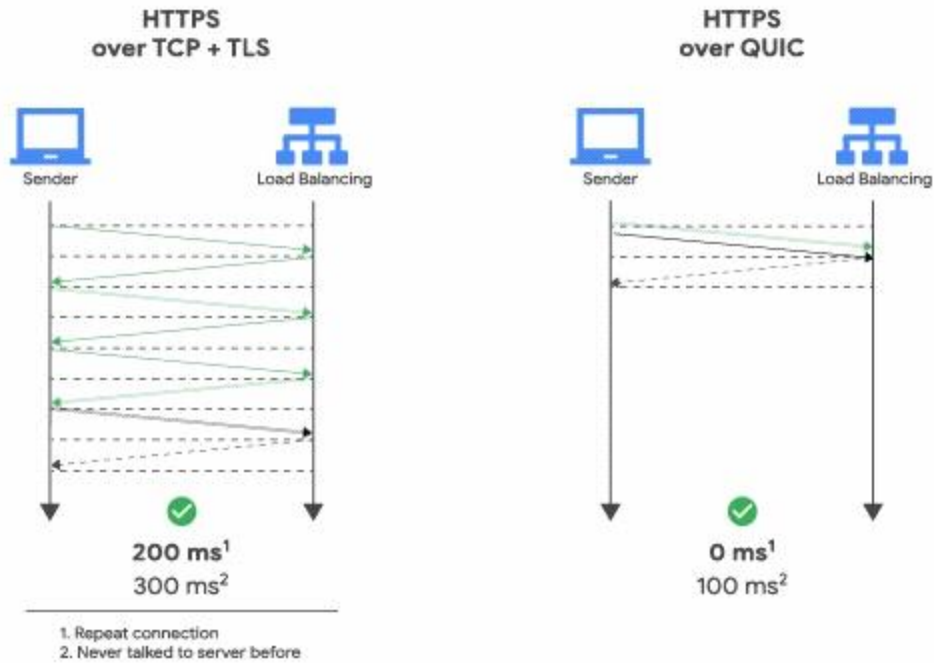 HTTPS
over TCP + TLS
Sender
Load Balancing
200 ms¹
300 ms²
1. Repeat connection
2. Never talked to server before
HTTPS
over QUIC
Sender
Load Balancing
0 ms¹
100 ms²